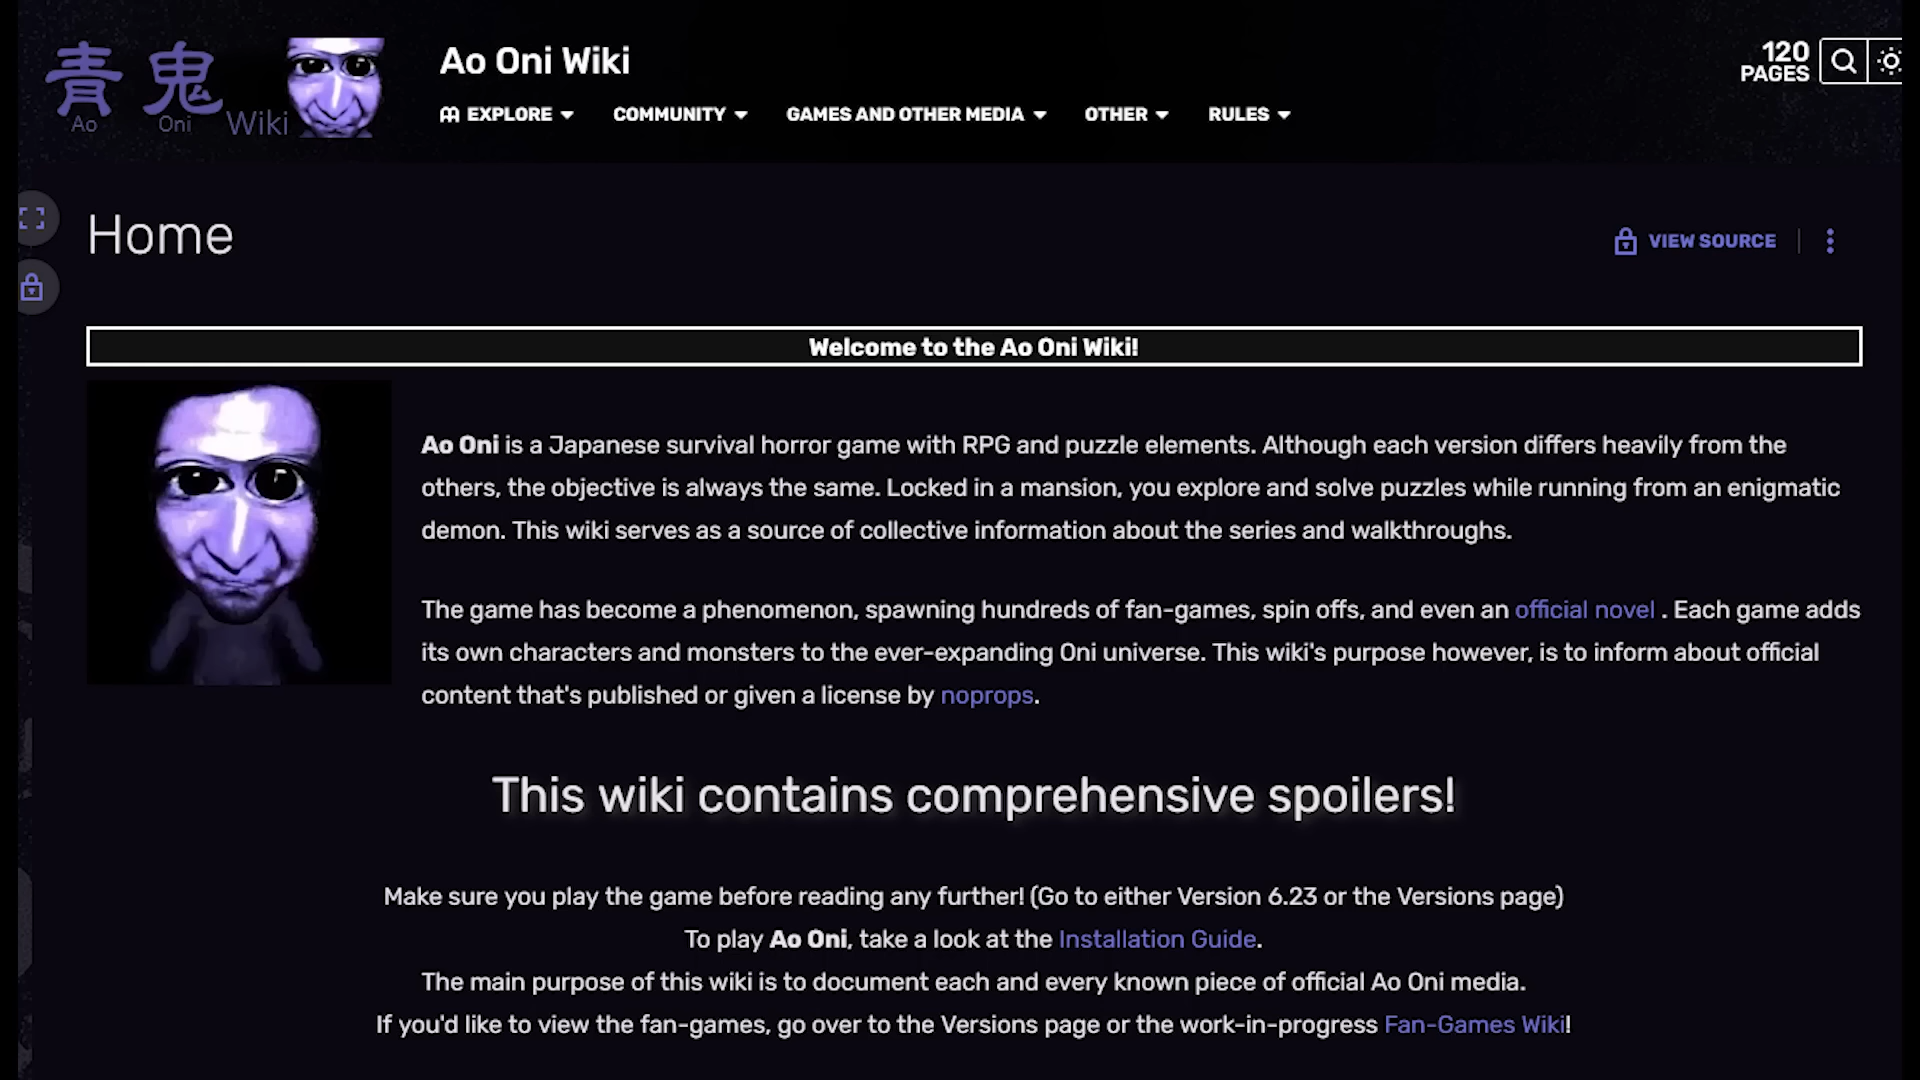 青鬼
Ao Oni Wiki
Ao Oni Wiki
EXPLORE COMMUNITY GAMES AND OTHER MEDIA OTHER RULES
120
PAGES
Home
VIEW SOURCE
Welcome to the Ao Oni Wiki!
Ao Oni is a Japanese survival horror game with RPG and puzzle elements. Although each version differs heavily from the
others, the objective is always the same. Locked in a mansion, you explore and solve puzzles while running from an enigmatic
demon. This wiki serves as a source of collective information about the series and walkthroughs.
The game has become a phenomenon, spawning hundreds of fan-games, spin offs, and even an official novel . Each game adds
its own characters and monsters to the ever-expanding Oni universe. This wiki's purpose however, is to inform about official
content that's published or given a license by noprops.
This wiki contains comprehensive spoilers!
Make sure you play the game before reading any further! (Go to either Version 6.23 or the Versions page)
To play Ao Oni, take a look at the Installation Guide.
The main purpose of this wiki is to document each and every known piece of official Ao Oni media.
If you'd like to view the fan-games, go over to the Versions page or the work-in-progress Fan-Games Wiki!